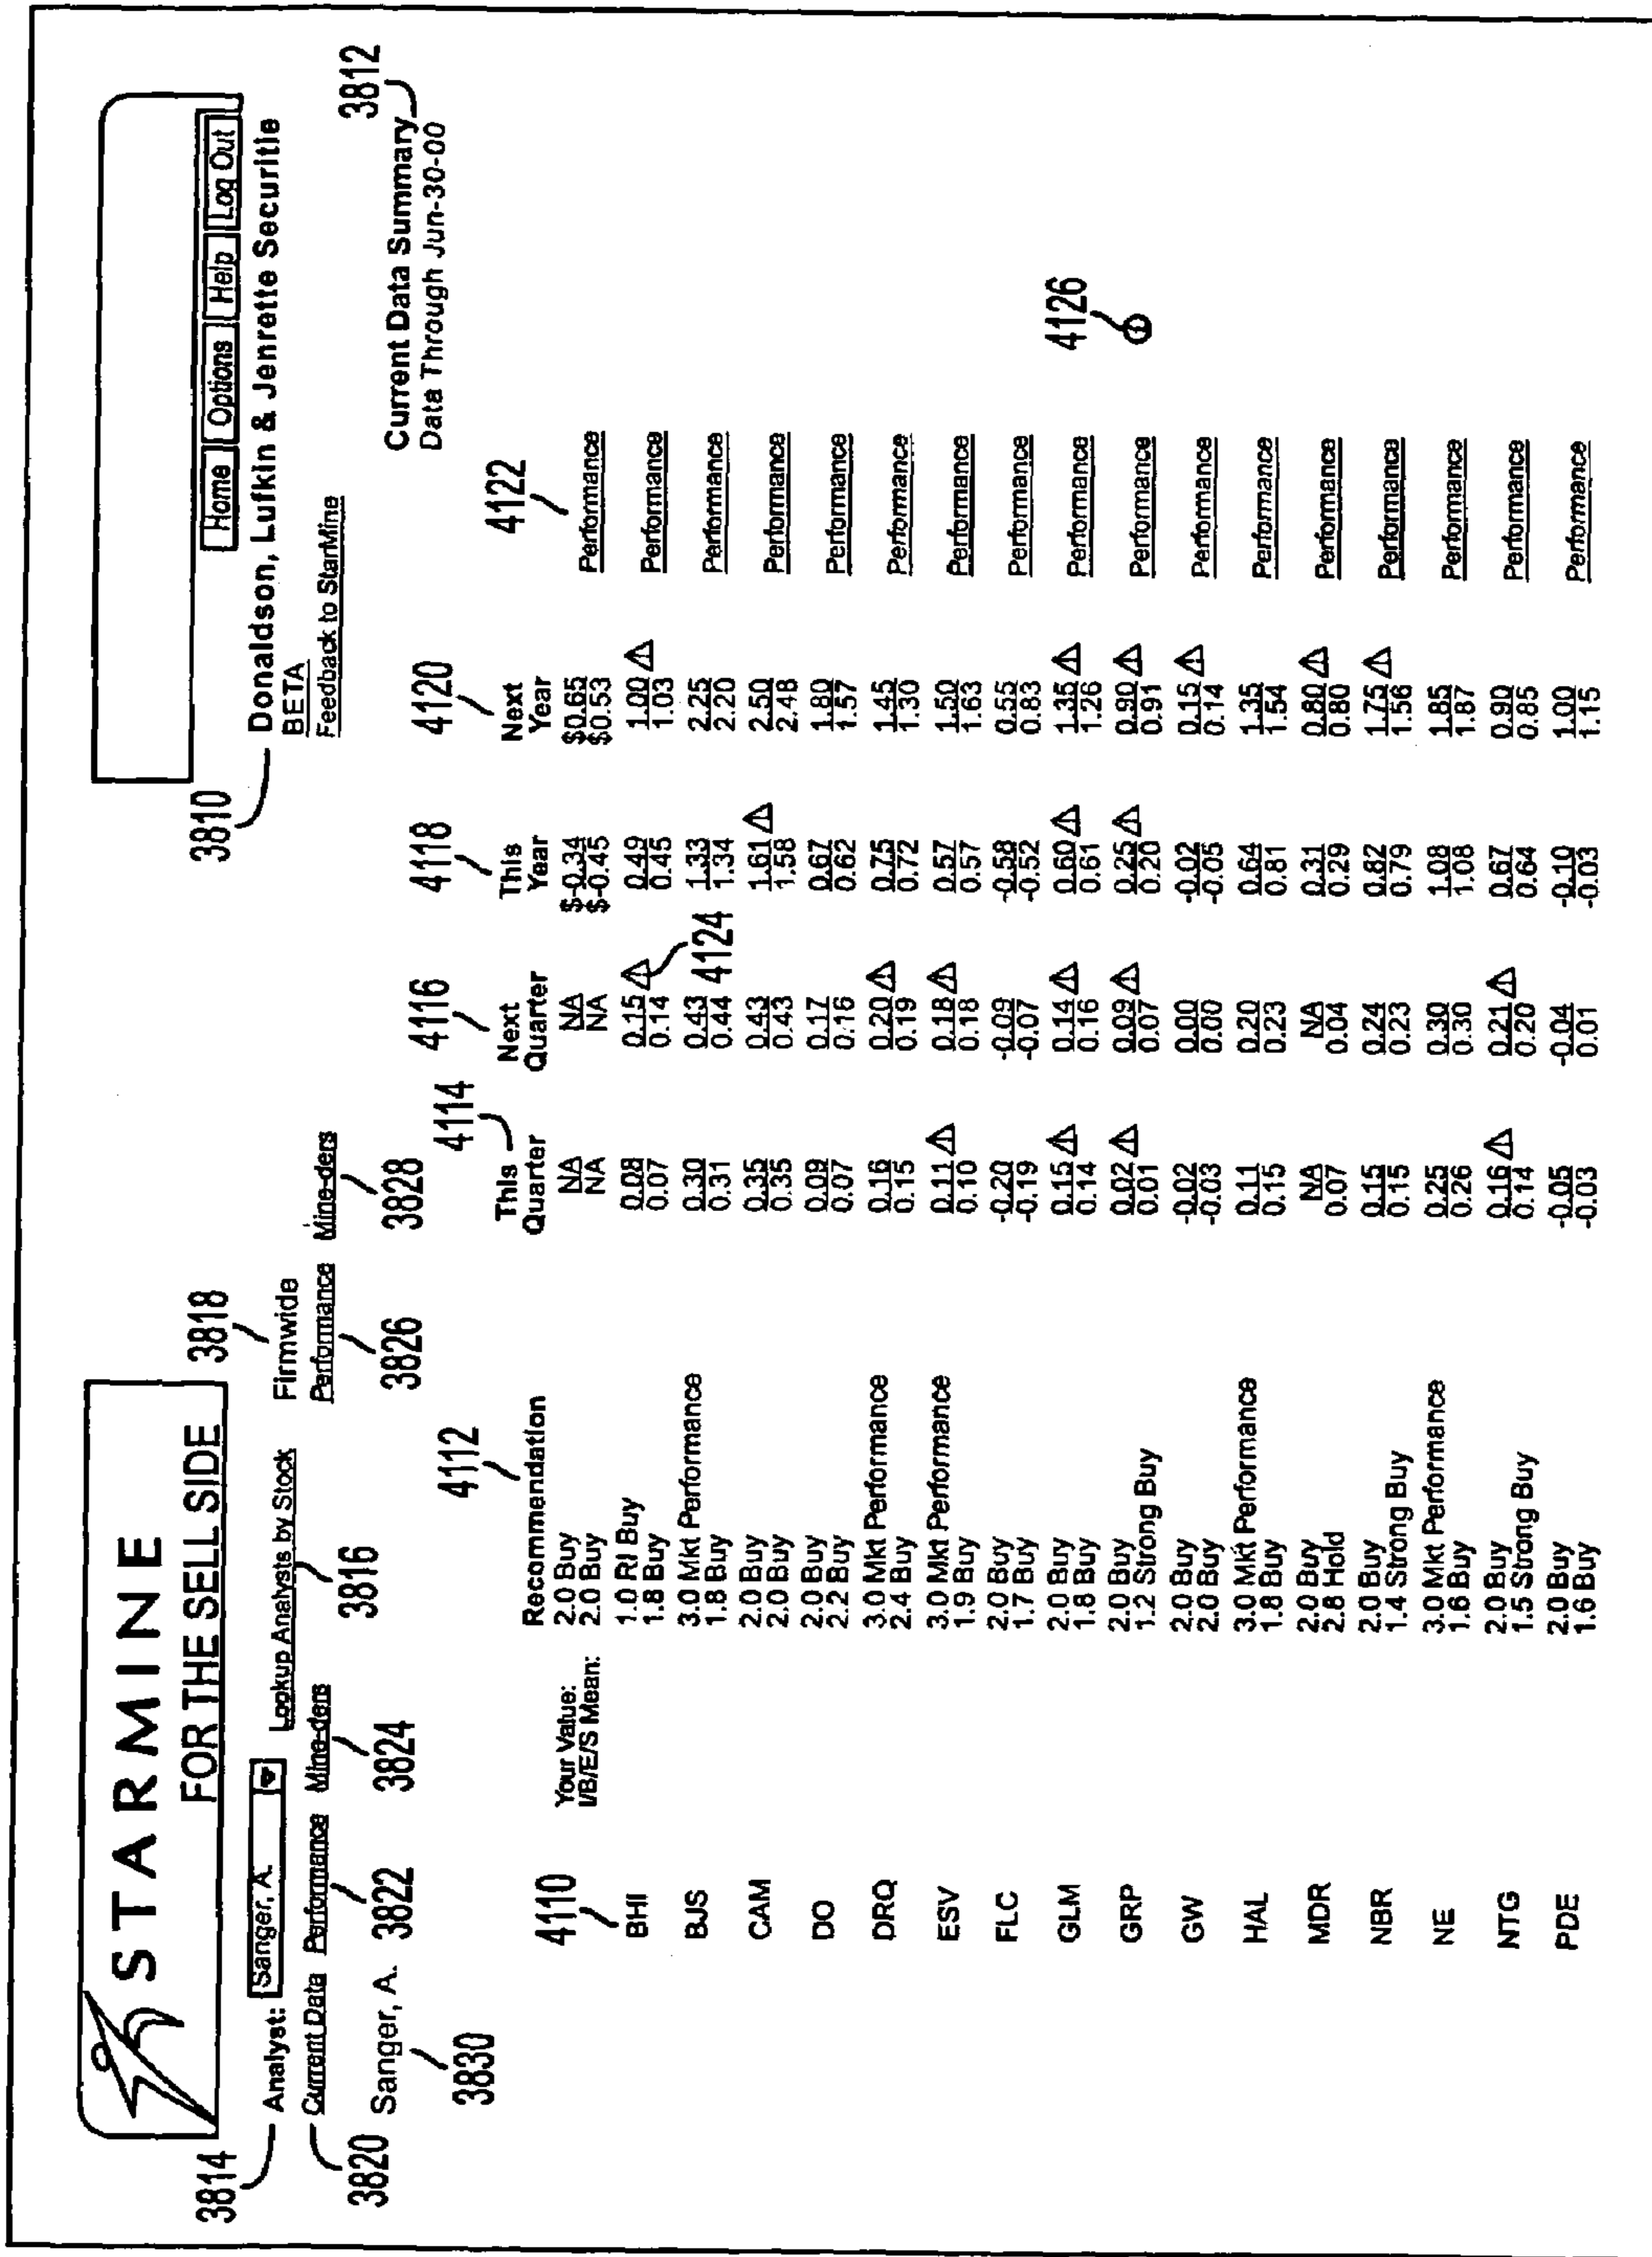 STARMINE
FOR THE SELL SIDE
Home Options Help Log Out
3814 Analyst: Sanger, A. Lookup Analysts by Stock 3816 Firmwide 3818
3810 Donaldson, Lufkin & Jenrette Securitie
BETA
Feedback to StarMine
3820 Current Data Performance 3822 Mine-ders 3824 Performance 3826 Mine-ders 3828
Sanger, A. 3830
Current Data Summary 3812
Data Through Jun-30-00
4110 4112 4114 4116 4118 4120 4122
Recommendation This Quarter Next Quarter This Year Next Year
Your Value: 2.0 Buy NA NA $-0.34 $0.65 Performance
I/B/E/S Mean: 2.0 Buy NA NA $-0.45 $0.53
BHI 1.0 RI Buy 0.08 0.15 ⚠ 4124 0.49 1.00 ⚠ Performance
1.8 Buy 0.07 0.14 0.45 1.03
BJS 3.0 Mkt Performance 0.30 0.43 1.33 2.25 Performance
1.8 Buy 0.31 0.44 1.34 2.20
CAM 2.0 Buy 0.35 0.43 1.61 ⚠ 2.50 Performance
2.0 Buy 0.35 0.43 1.58 2.48
DO 2.0 Buy 0.09 0.17 0.67 1.80 Performance
2.2 Buy 0.07 0.16 0.62 1.57
DRQ 3.0 Mkt Performance 0.16 0.20 ⚠ 0.75 1.45 Performance
2.4 Buy 0.15 0.19 0.72 1.30
ESV 3.0 Mkt Performance 0.11 ⚠ 0.18 ⚠ 0.57 1.50 Performance
1.9 Buy 0.10 0.18 0.57 1.63
FLC 2.0 Buy -0.20 -0.09 -0.58 0.55 Performance
1.7 Buy -0.19 -0.07 -0.52 0.83
GLM 2.0 Buy 0.15 ⚠ 0.14 ⚠ 0.60 ⚠ 1.35 ⚠ Performance
1.8 Buy 0.14 0.16 0.61 1.26
GRP 2.0 Buy 0.02 ⚠ 0.09 ⚠ 0.25 ⚠ 0.90 ⚠ Performance 4126
1.2 Strong Buy 0.01 0.07 0.20 0.91
GW 2.0 Buy -0.02 0.00 -0.02 0.15 ⚠ Performance
2.0 Buy -0.03 0.00 -0.05 0.14
HAL 3.0 Mkt Performance 0.11 0.20 0.64 1.35 Performance
1.8 Buy 0.15 0.23 0.81 1.54
MDR 2.0 Buy NA NA 0.31 0.80 ⚠ Performance
2.8 Hold 0.07 0.04 0.29 0.80
NBR 2.0 Buy 0.15 0.24 0.82 1.75 ⚠ Performance
1.4 Strong Buy 0.15 0.23 0.79 1.56
NE 3.0 Mkt Performance 0.25 0.30 1.08 1.85 Performance
1.6 Buy 0.26 0.30 1.08 1.87
NTG 2.0 Buy 0.16 ⚠ 0.21 ⚠ 0.67 0.90 Performance
1.5 Strong Buy 0.14 0.20 0.64 0.85
PDE 2.0 Buy -0.05 -0.04 -0.10 1.00 Performance
1.6 Buy -0.03 0.01 -0.03 1.15